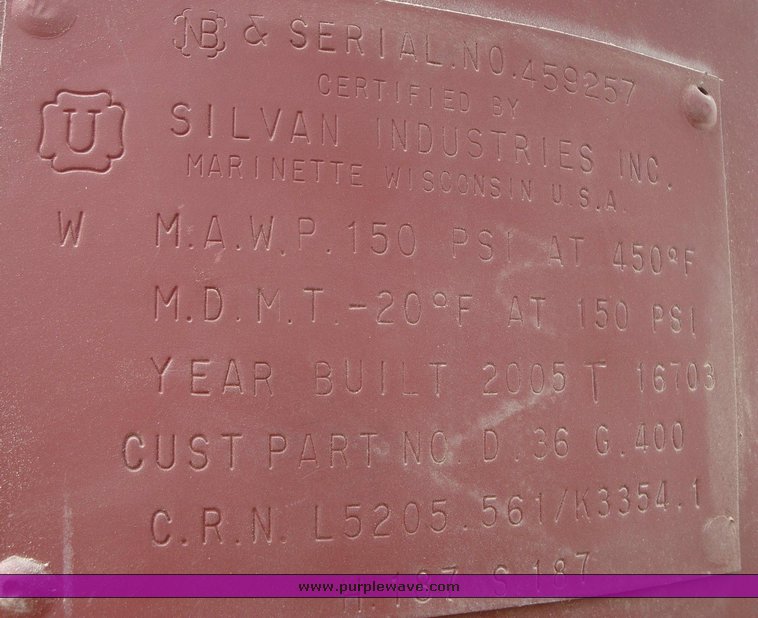 NB & SERIAL.NO.459257
CERTIFIED BY
U SILVAN INDUSTRIES INC.
MARINETTE WISCONSIN U.S.A.
W M.A.W.P. 150 PSI AT 450°F
M.D.M.T.-20°F AT 150 PSI
YEAR BUILT 2005 T 16703
CUST PART NO. D.36 G.400
C.R.N. L5205.561/K3354.1
S.187
www.purplewave.com